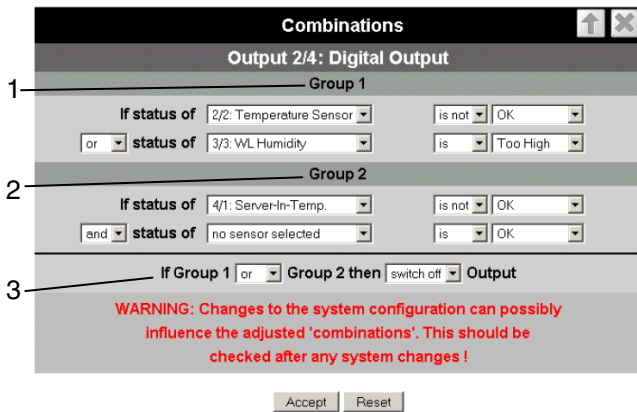 Combinations
Output 2/4: Digital Output
1 Group 1
If status of 2/2: Temperature Sensor is not OK
or status of 3/3: WL Humidity is Too High
2 Group 2
If status of 4/1: Server-In-Temp. is not OK
and status of no sensor selected is OK
3 If Group 1 or Group 2 then switch off Output
WARNING: Changes to the system configuration can possibly
influence the adjusted 'combinations'. This should be
checked after any system changes !
Accept Reset